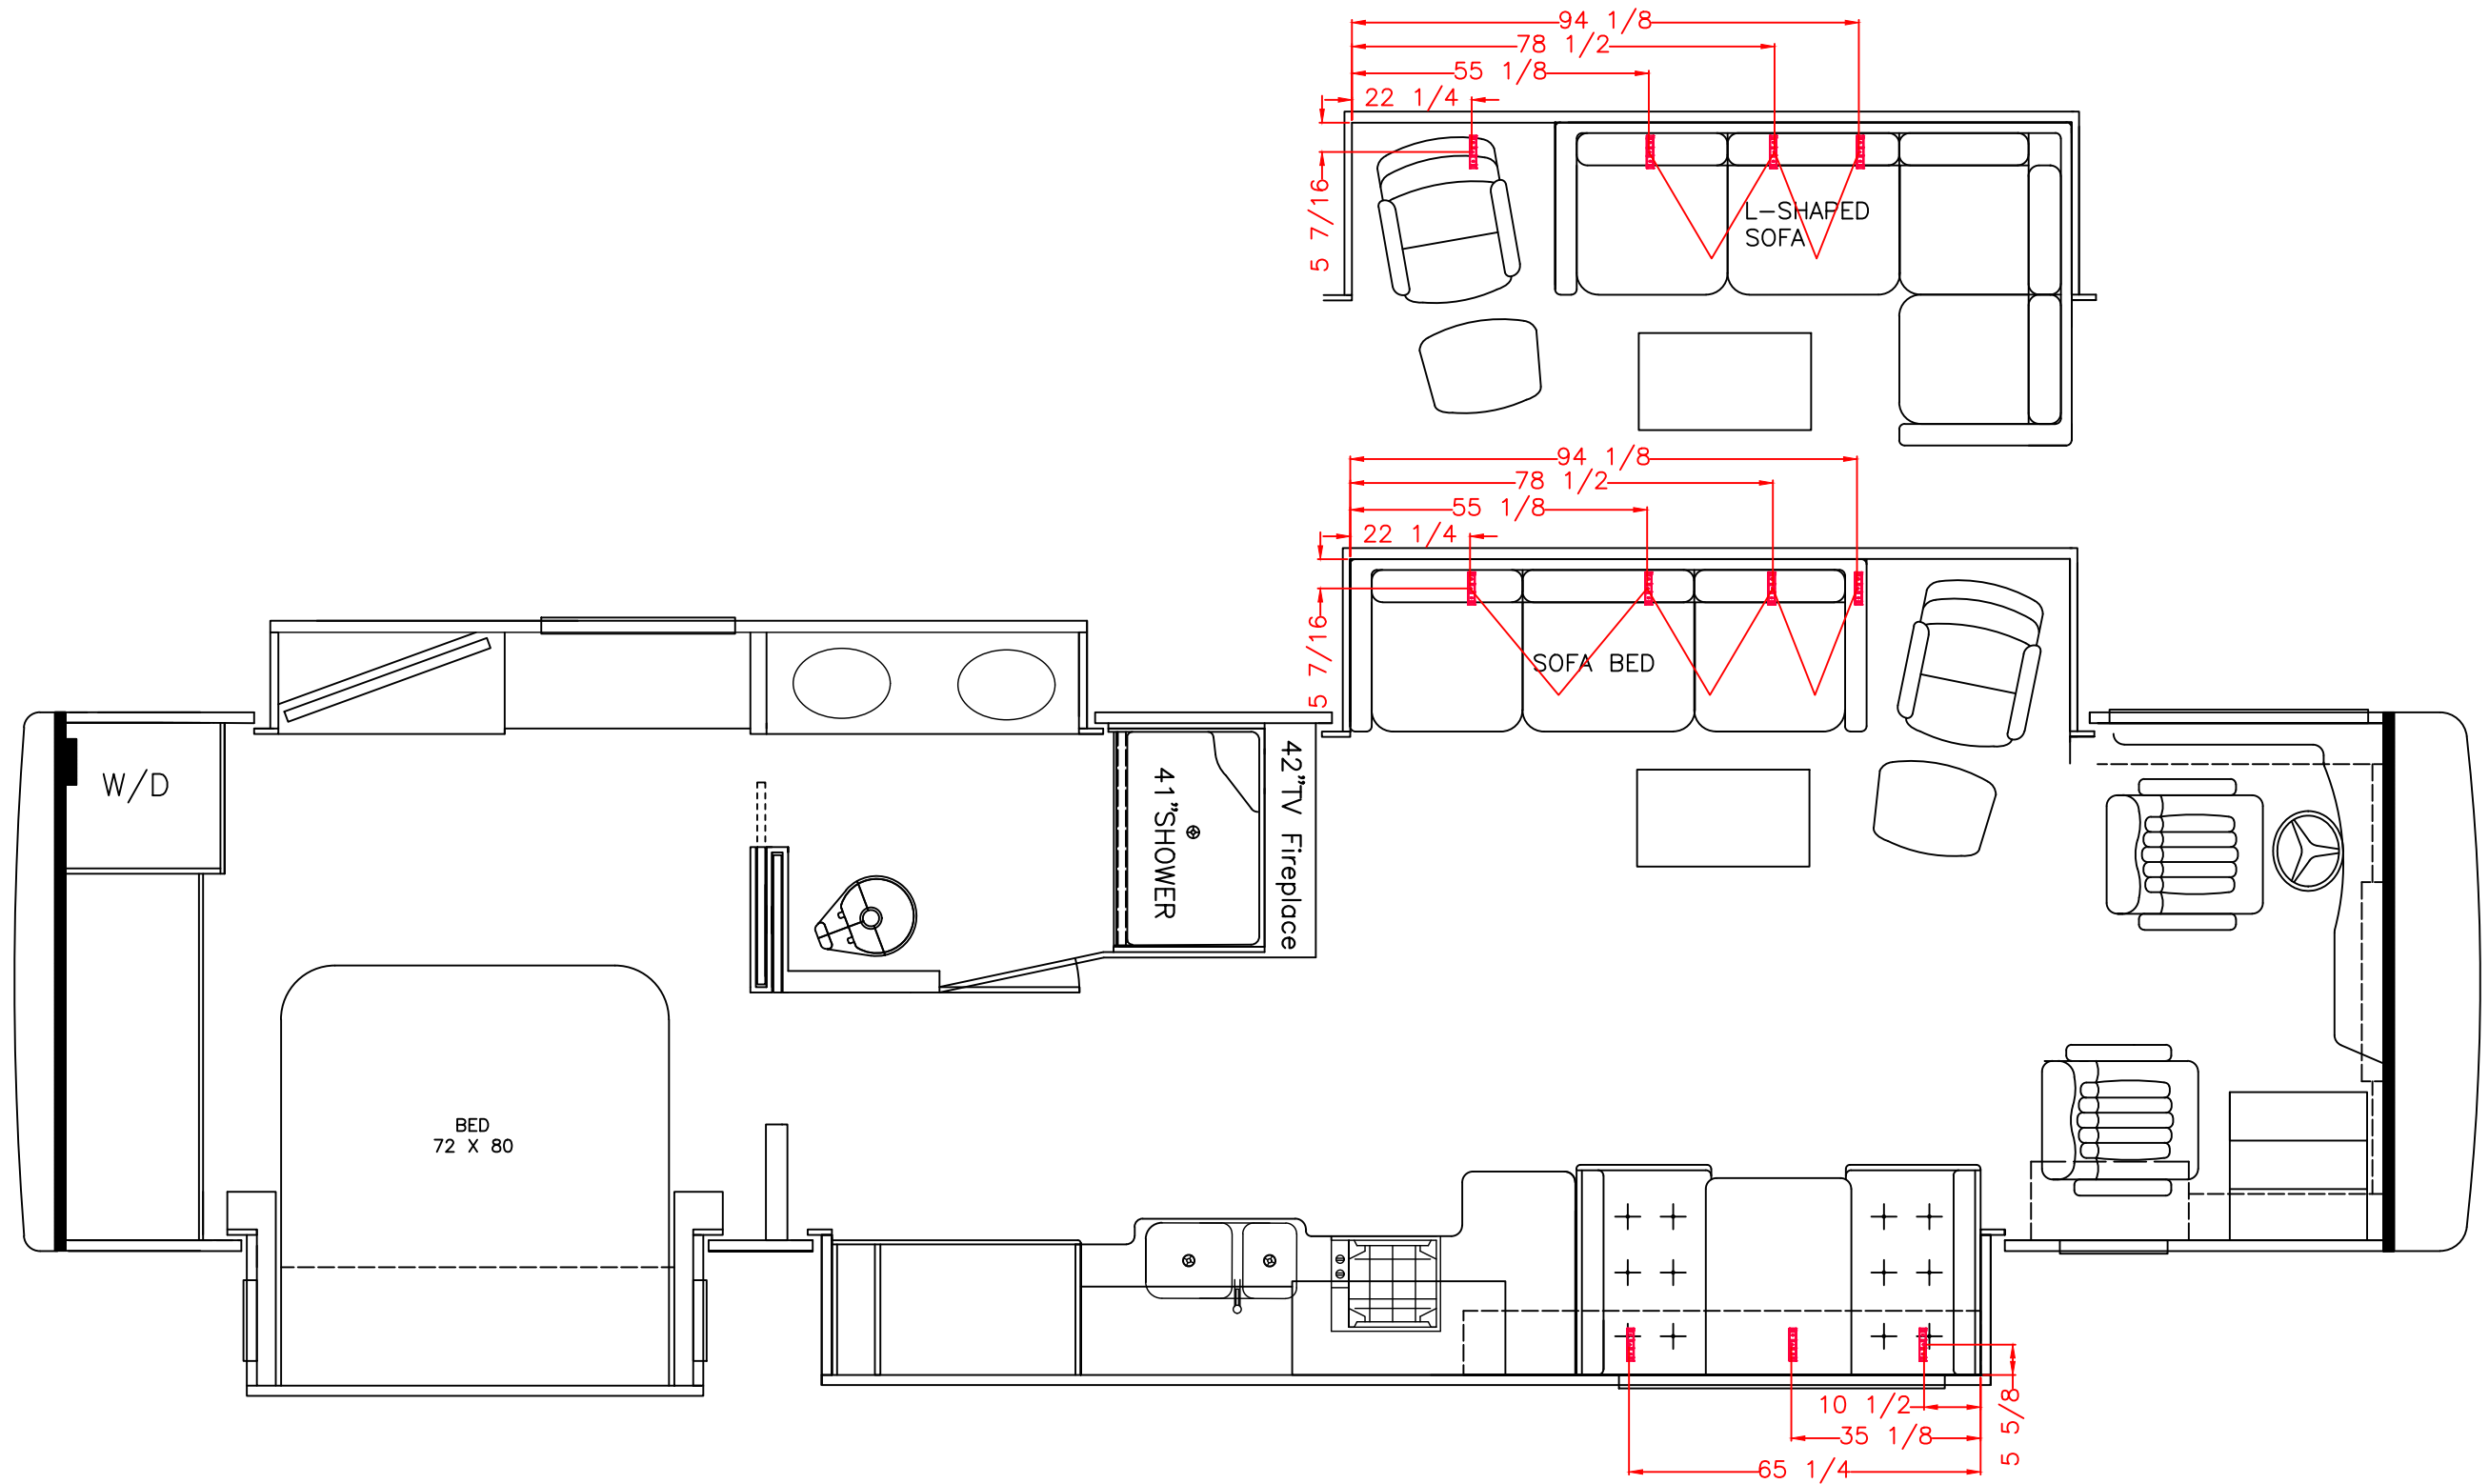 94 1/8
78 1/2
55 1/8
22 1/4
5 7/16
L-SHAPED
SOFA
94 1/8
78 1/2
55 1/8
22 1/4
5 7/16
SOFA BED
W/D
41"SHOWER
42"TV Fireplace
BED
72 X 80
10 1/2
35 1/8
65 1/4
5 5/8